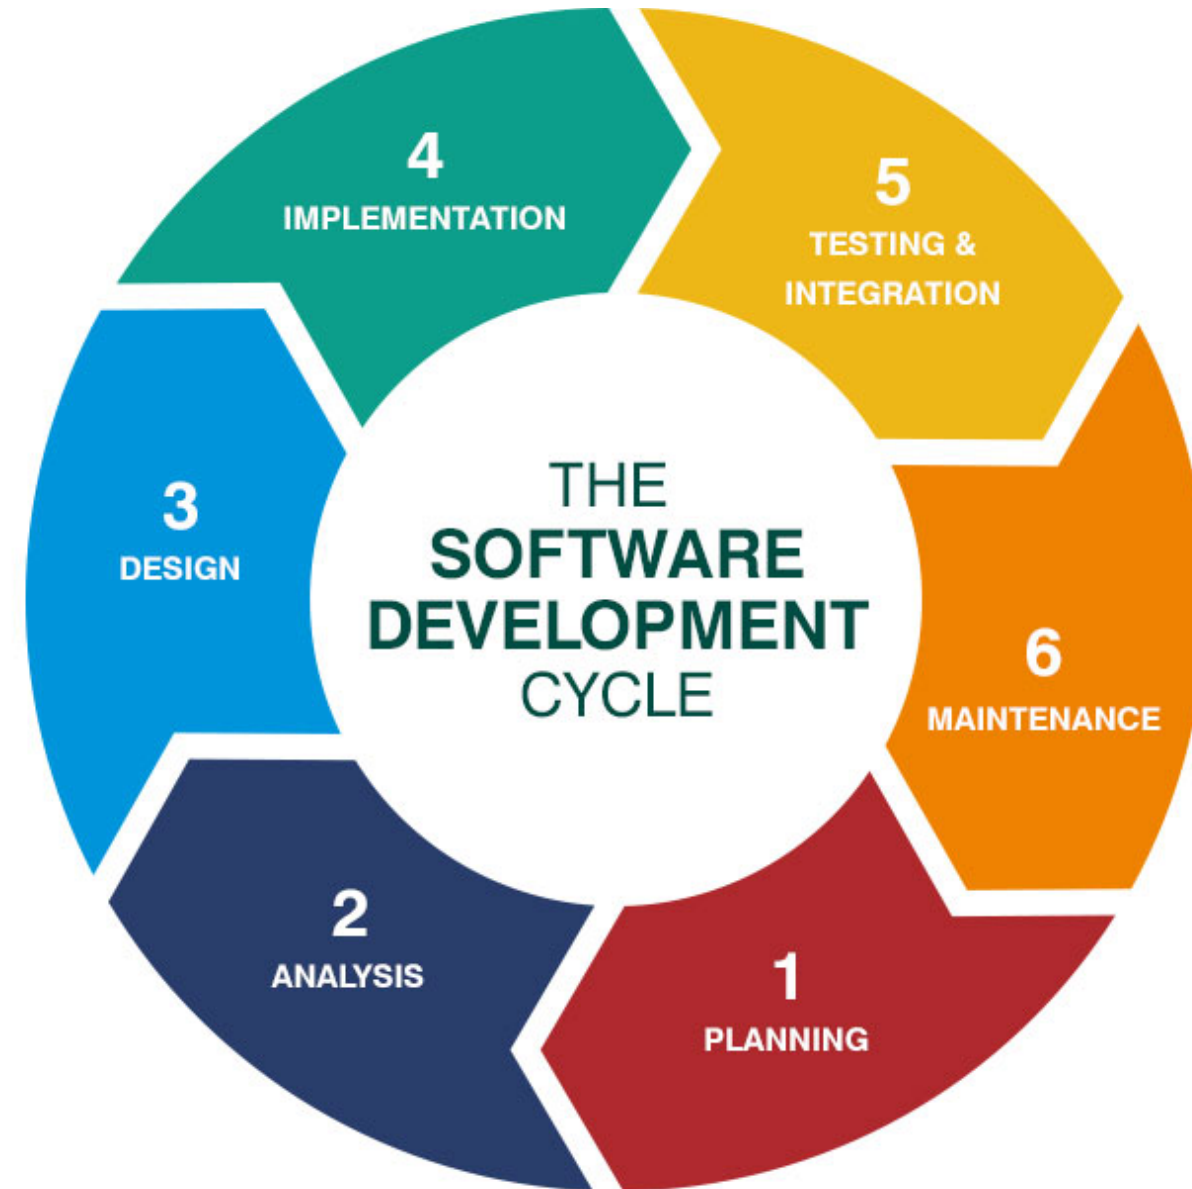 THE
SOFTWARE
DEVELOPMENT
CYCLE
1
PLANNING
2
ANALYSIS
3
DESIGN
4
IMPLEMENTATION
5
TESTING &
INTEGRATION
6
MAINTENANCE